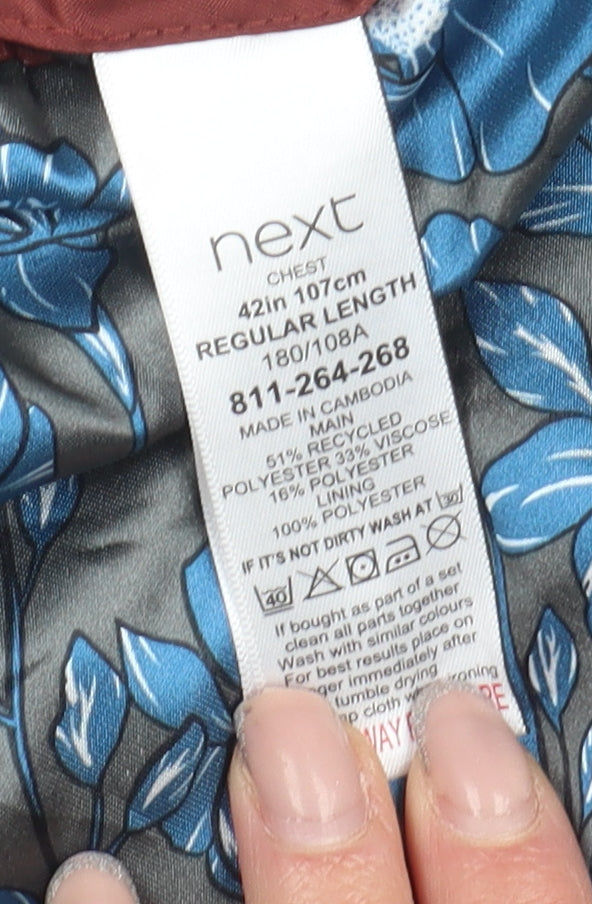 next
CHEST
42in 107cm
REGULAR LENGTH
180/108A
811-264-268
MADE IN CAMBODIA
MAIN
51% RECYCLED
POLYESTER 33% VISCOSE
16% POLYESTER
LINING
100% POLYESTER
IF IT'S NOT DIRTY WASH AT 30
40
If bought as part of a set
clean all parts together
Wash with similar colours
For best results place on
immediately after
tumble drying
cloth ironing